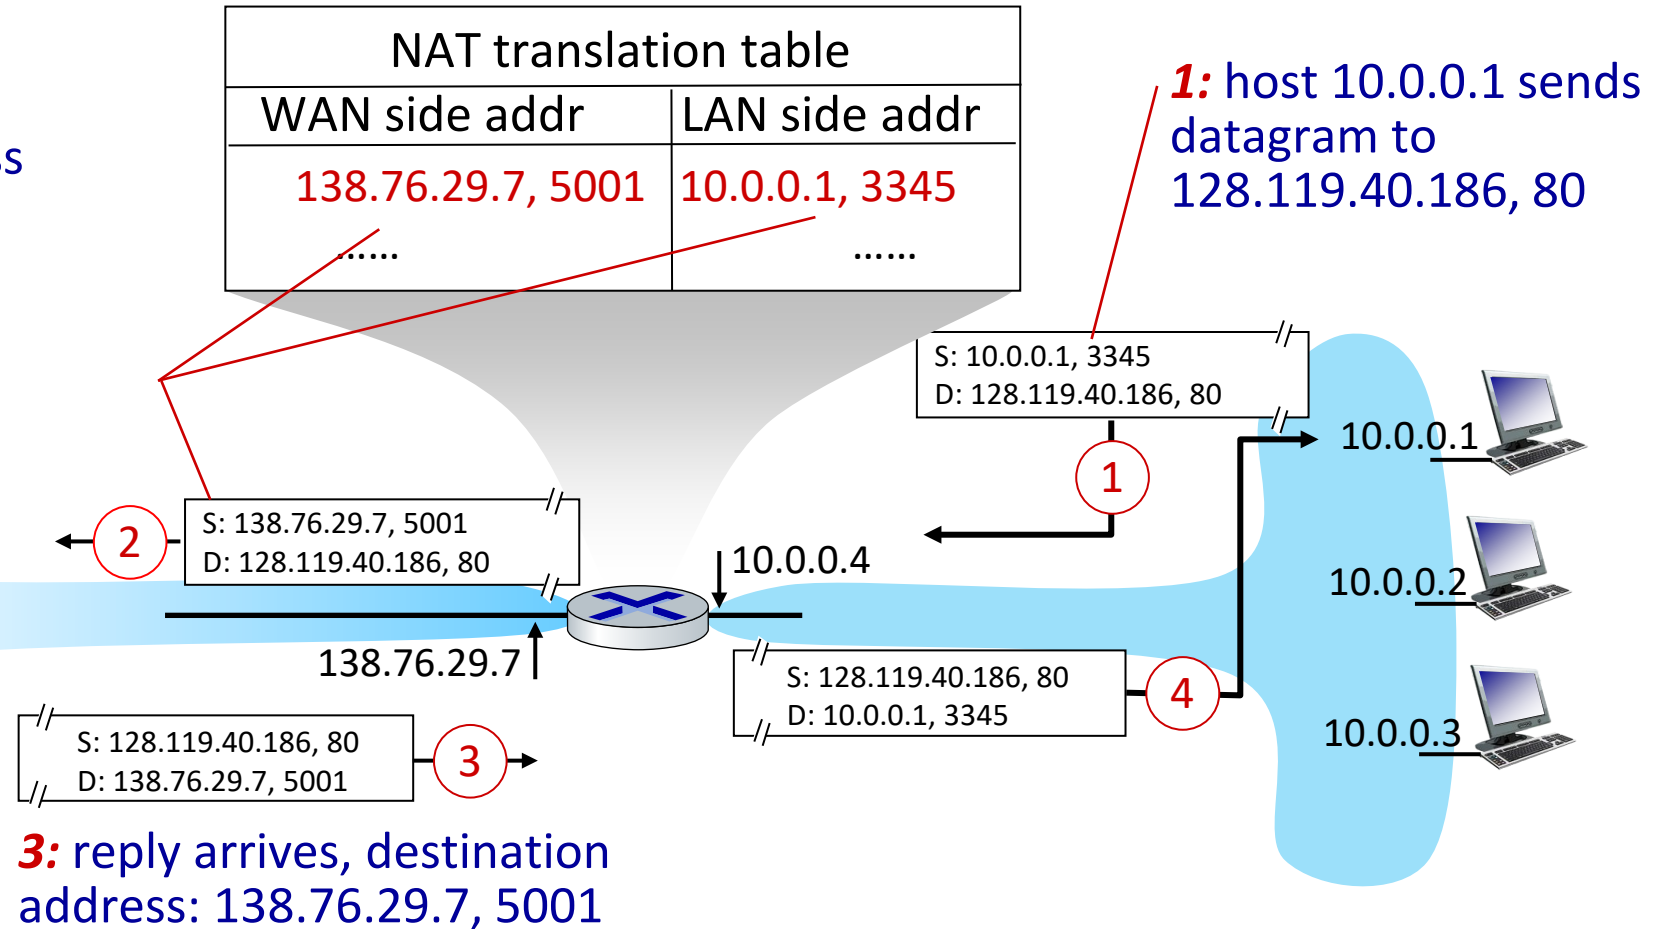 NAT translation table
WAN side addr LAN side addr
138.76.29.7, 5001 10.0.0.1, 3345
...... ......
1: host 10.0.0.1 sends
datagram to
128.119.40.186, 80
S: 10.0.0.1, 3345
D: 128.119.40.186, 80
1
10.0.0.1
2
S: 138.76.29.7, 5001
D: 128.119.40.186, 80
10.0.0.4
10.0.0.2
138.76.29.7
S: 128.119.40.186, 80
D: 10.0.0.1, 3345
4
10.0.0.3
S: 128.119.40.186, 80
D: 138.76.29.7, 5001
3
3: reply arrives, destination
address: 138.76.29.7, 5001